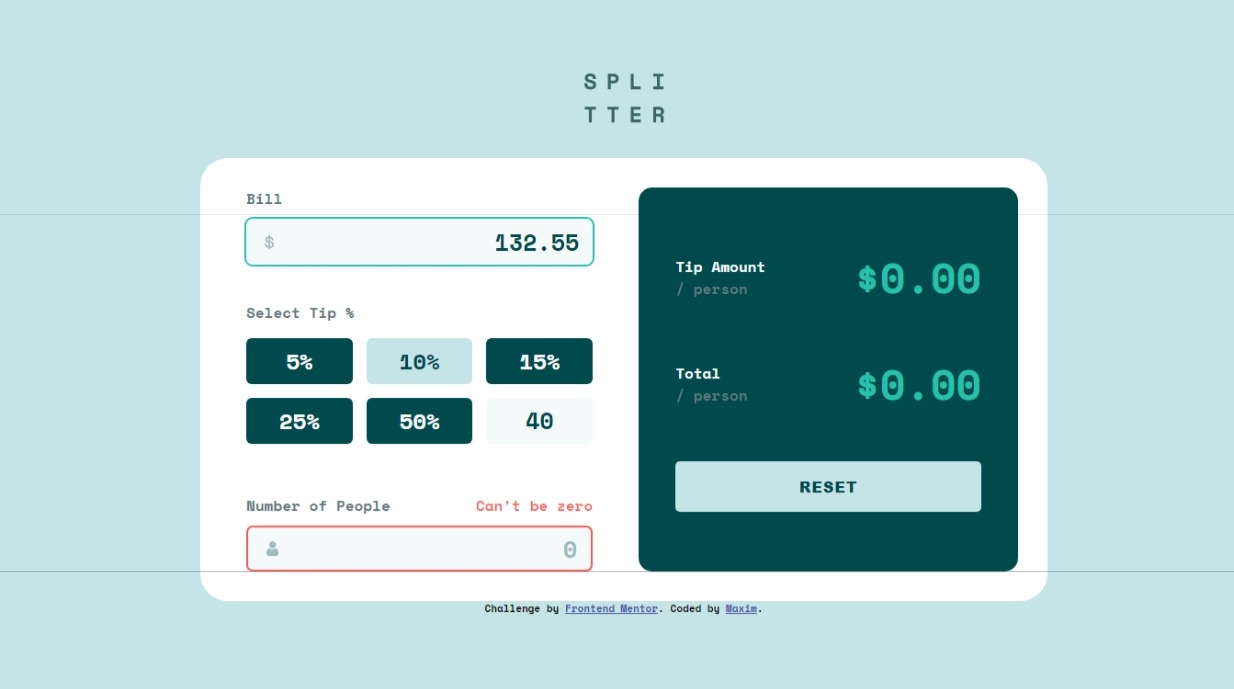 SPLI
TTER
Bill
$ 132.55
Select Tip %
5% 10% 15%
25% 50% 40
Number of People Can't be zero
0
Tip Amount
/ person
$0.00
Total
/ person
$0.00
RESET
Challenge by Frontend Mentor. Coded by Maxim.